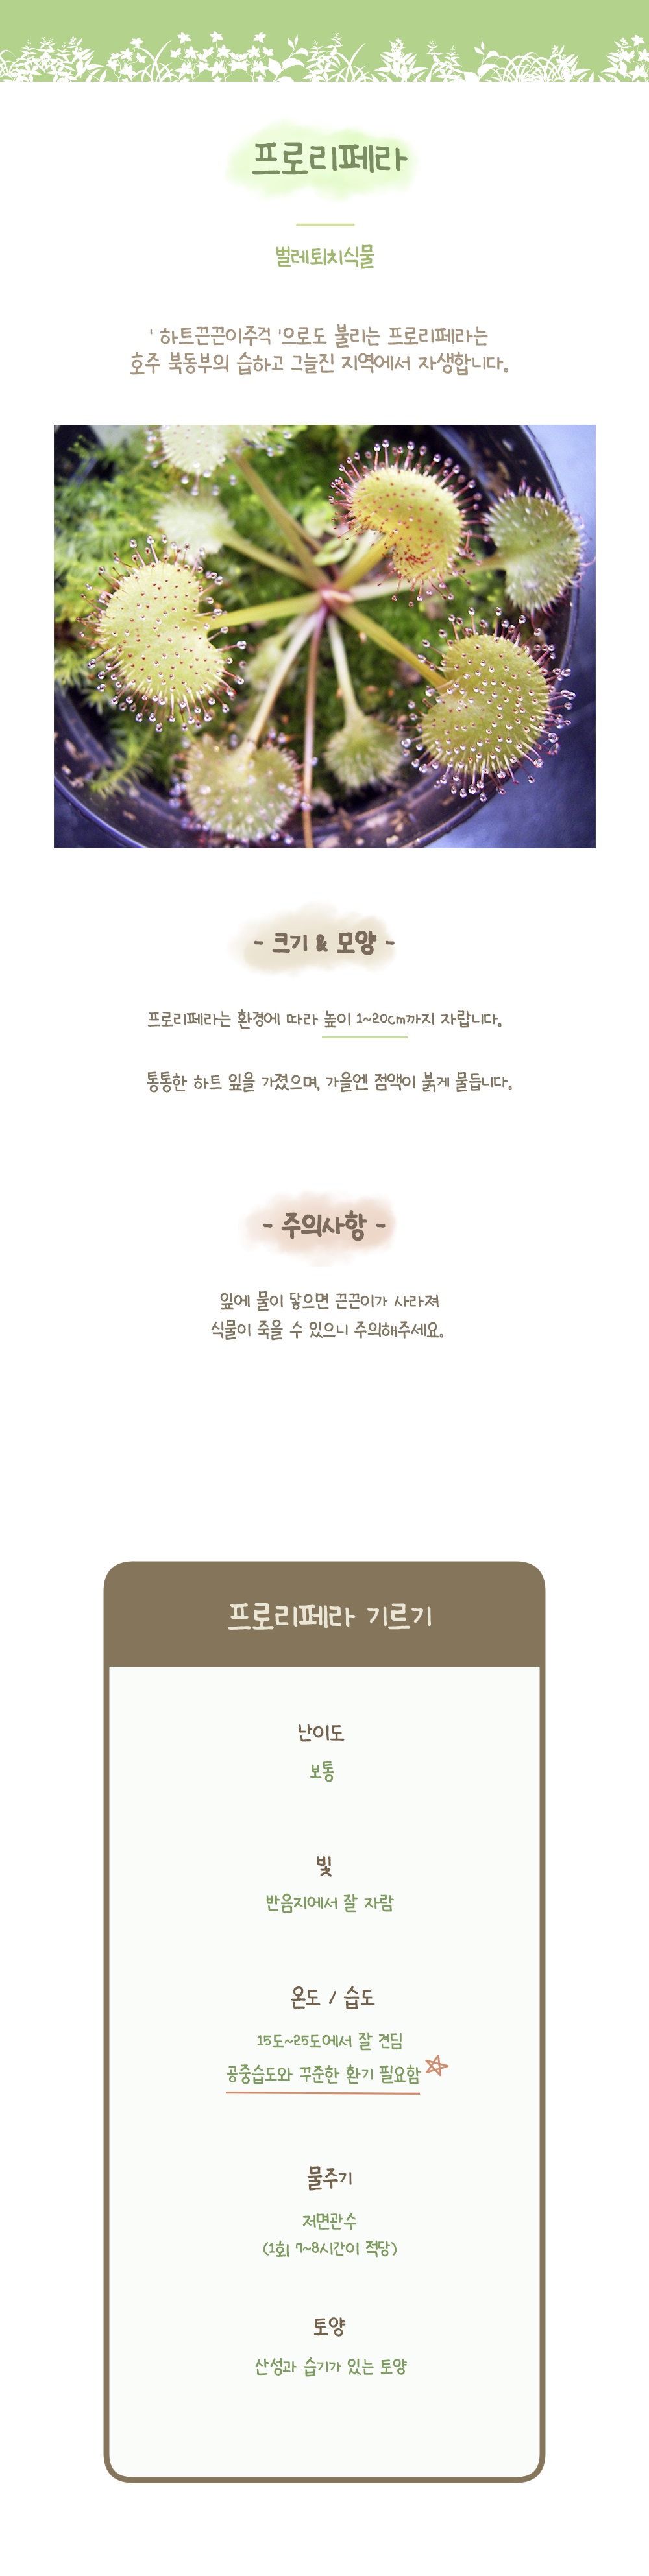 프로리페라
벌레퇴치식물
' 하트끈끈이주걱 '으로도 불리는 프로리페라는
호주 북동부의 습하고 그늘진 지역에서 자생합니다.
- 크기 & 모양 -
프로리페라는 환경에 따라 높이 1~20cm까지 자랍니다.
통통한 하트 잎을 가졌으며, 가을엔 점액이 붉게 물듭니다.
- 주의사항 -
잎에 물이 닿으면 끈끈이가 사라져
식물이 죽을 수 있으니 주의해주세요.
프로리페라 기르기
난이도
보통
빛
반음지에서 잘 자람
온도 / 습도
15도~25도에서 잘 견딤
공중습도와 꾸준한 환기 필요함
물주기
저면관수
(1회 7~8시간이 적당)
토양
산성과 습기가 있는 토양